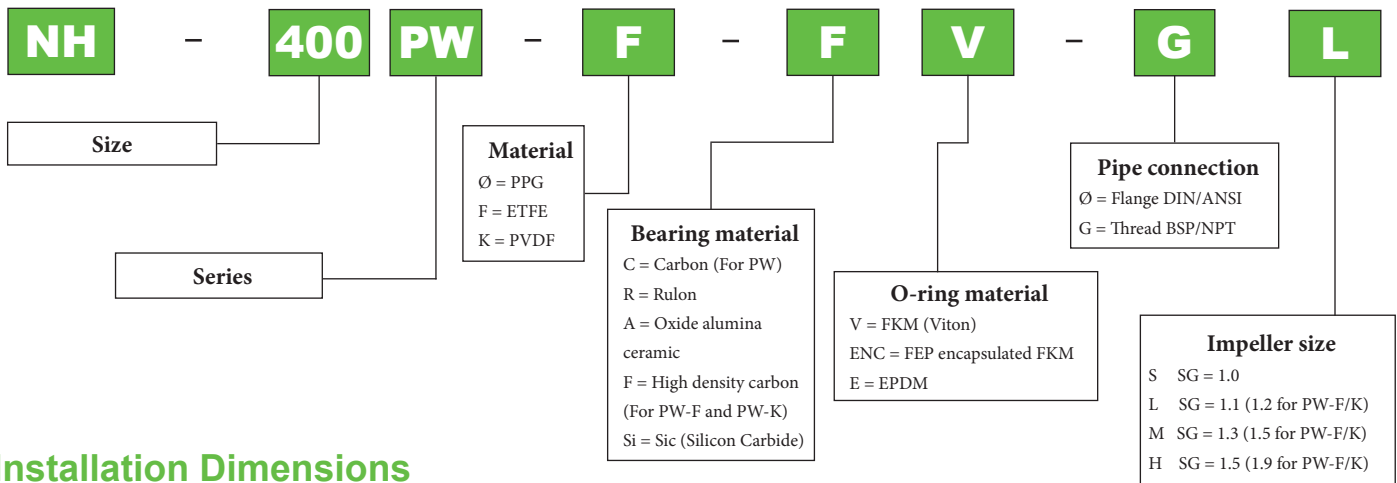 NH - 400 PW - F - F V - G L
Size
Series
Material
Ø = PPG
F = ETFE
K = PVDF
Bearing material
C = Carbon (For PW)
R = Rulon
A = Oxide alumina
ceramic
F = High density carbon
(For PW-F and PW-K)
Si = Sic (Silicon Carbide)
O-ring material
V = FKM (Viton)
ENC = FEP encapsulated FKM
E = EPDM
Pipe connection
Ø = Flange DIN/ANSI
G = Thread BSP/NPT
Impeller size
S SG = 1.0
L SG = 1.1 (1.2 for PW-F/K)
M SG = 1.3 (1.5 for PW-F/K)
H SG = 1.5 (1.9 for PW-F/K)
Installation Dimensions